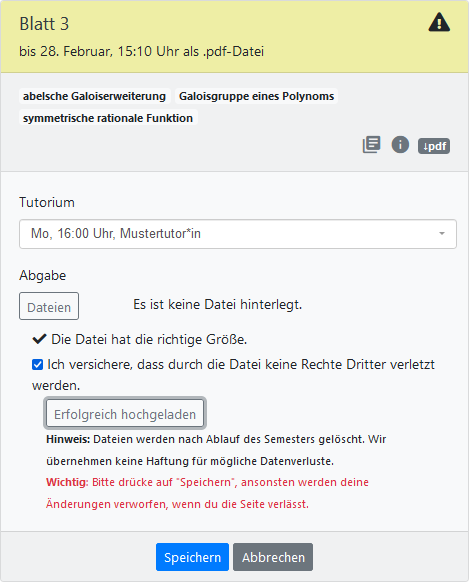 Blatt 3
bis 28. Februar, 15:10 Uhr als .pdf-Datei
abelsche Galoiserweiterung Galoisgruppe eines Polynoms
symmetrische rationale Funktion
↓pdf
Tutorium
Mo, 16:00 Uhr, Mustertutor*in
Abgabe
Dateien Es ist keine Datei hinterlegt.
Die Datei hat die richtige Größe.
Ich versichere, dass durch die Datei keine Rechte Dritter verletzt
werden.
Erfolgreich hochgeladen
Hinweis: Dateien werden nach Ablauf des Semesters gelöscht. Wir
übernehmen keine Haftung für mögliche Datenverluste.
Wichtig: Bitte drücke auf "Speichern", ansonsten werden deine
Änderungen verworfen, wenn du die Seite verlässt.
Speichern Abbrechen